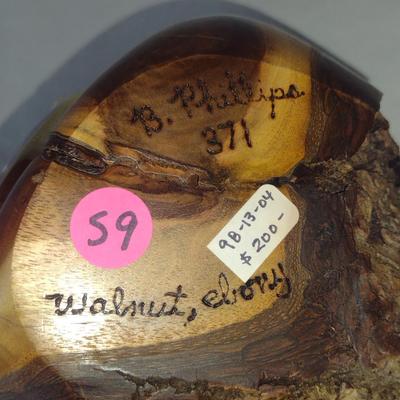 B. Phillips
371
59
98-13-04
$200-
walnut, ebony